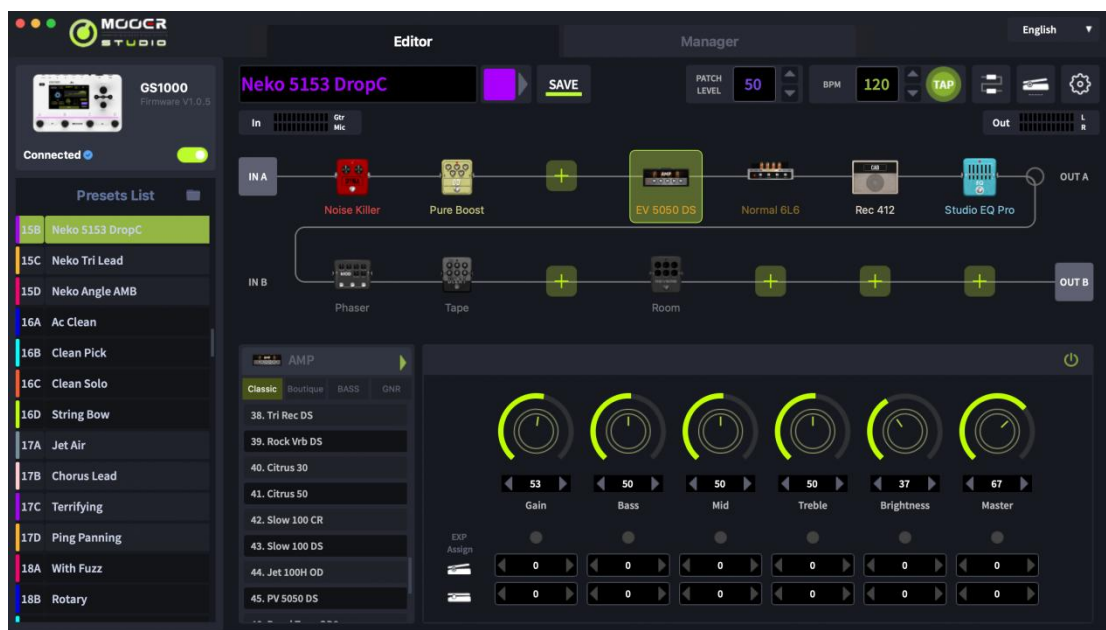 MOOER
STUDIO
Editor
Manager
English
GS1000
Firmware V1.0.5
Connected
Neko 5153 DropC
SAVE
PATCH
LEVEL
50
BPM
120
TAP
In
Gtr
Mic
Out
L
R
Presets List
15B Neko 5153 DropC
15C Neko Tri Lead
15D Neko Angle AMB
16A Ac Clean
16B Clean Pick
16C Clean Solo
16D String Bow
17A Jet Air
17B Chorus Lead
17C Terrifying
17D Ping Panning
18A With Fuzz
18B Rotary
IN A
Noise Killer
Pure Boost
EV 5050 DS
Normal 6L6
Rec 412
Studio EQ Pro
OUT A
IN B
Phaser
Tape
Room
OUT B
AMP
Classic Boutique BASS GNR
38. Tri Rec DS
39. Rock Vrb DS
40. Citrus 30
41. Citrus 50
42. Slow 100 CR
43. Slow 100 DS
44. Jet 100H OD
45. PV 5050 DS
53 50 50 50 37 67
Gain Bass Mid Treble Brightness Master
EXP
Assign
0 0 0 0 0 0
0 0 0 0 0 0